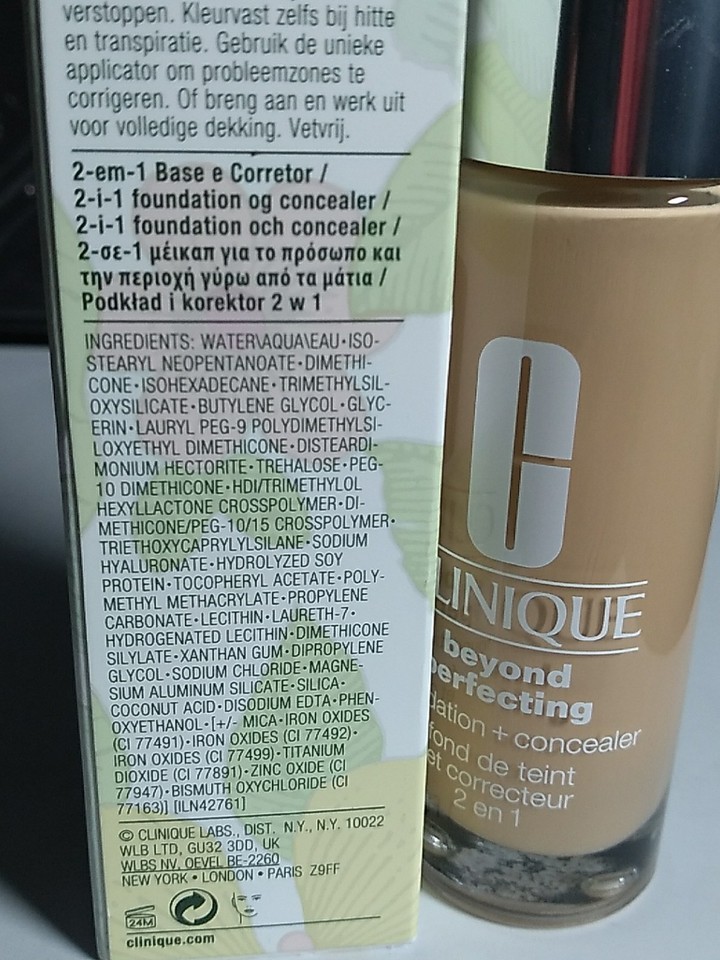 verstoppen. Kleurvast zelfs bij hitte
en transpiratie. Gebruik de unieke
applicator om probleemzones te
corrigeren. Of breng aan en werk uit
voor volledige dekking. Vetvrij.
2-em-1 Base e Corretor /
2-i-1 foundation og concealer /
2-i-1 foundation och concealer /
2-σε-1 μέικαπ για το πρόσωπο και
την περιοχή γύρω από τα μάτια /
Podkład i korektor 2 w 1
INGREDIENTS: WATER\AQUA\EAU•ISO-
STEARYL NEOPENTANOATE•DIMETHI-
CONE•ISOHEXADECANE•TRIMETHYLSIL-
OXYSILICATE•BUTYLENE GLYCOL•GLYC-
ERIN•LAURYL PEG-9 POLYDIMETHYLSI-
LOXYETHYL DIMETHICONE•DISTEARDI-
MONIUM HECTORITE•TREHALOSE•PEG-
10 DIMETHICONE•HDI/TRIMETHYLOL
HEXYLLACTONE CROSSPOLYMER•DI-
METHICONE/PEG-10/15 CROSSPOLYMER•
TRIETHOXYCAPRYLYLSILANE•SODIUM
HYALURONATE•HYDROLYZED SOY
PROTEIN•TOCOPHERYL ACETATE•POLY-
METHYL METHACRYLATE•PROPYLENE
CARBONATE•LECITHIN•LAURETH-7•
HYDROGENATED LECITHIN•DIMETHICONE
SILYLATE•XANTHAN GUM•DIPROPYLENE
GLYCOL•SODIUM CHLORIDE•MAGNE-
SIUM ALUMINUM SILICATE•SILICA•
COCONUT ACID•DISODIUM EDTA•PHEN-
OXYETHANOL•[+/- MICA•IRON OXIDES
(CI 77491)•IRON OXIDES (CI 77492)•
IRON OXIDES (CI 77499)•TITANIUM
DIOXIDE (CI 77891)•ZINC OXIDE (CI
77947)•BISMUTH OXYCHLORIDE (CI
77163)] [ILN42761]
© CLINIQUE LABS., DIST. N.Y., N.Y. 10022
WLB LTD, GU32 3DD, UK
WLBS NV. OEVEL BE-2260
NEW YORK • LONDON • PARIS Z9FF
24M
clinique.com
C
LINIQUE
beyond
perfecting
dation + concealer
fond de teint
et correcteur
2 en 1